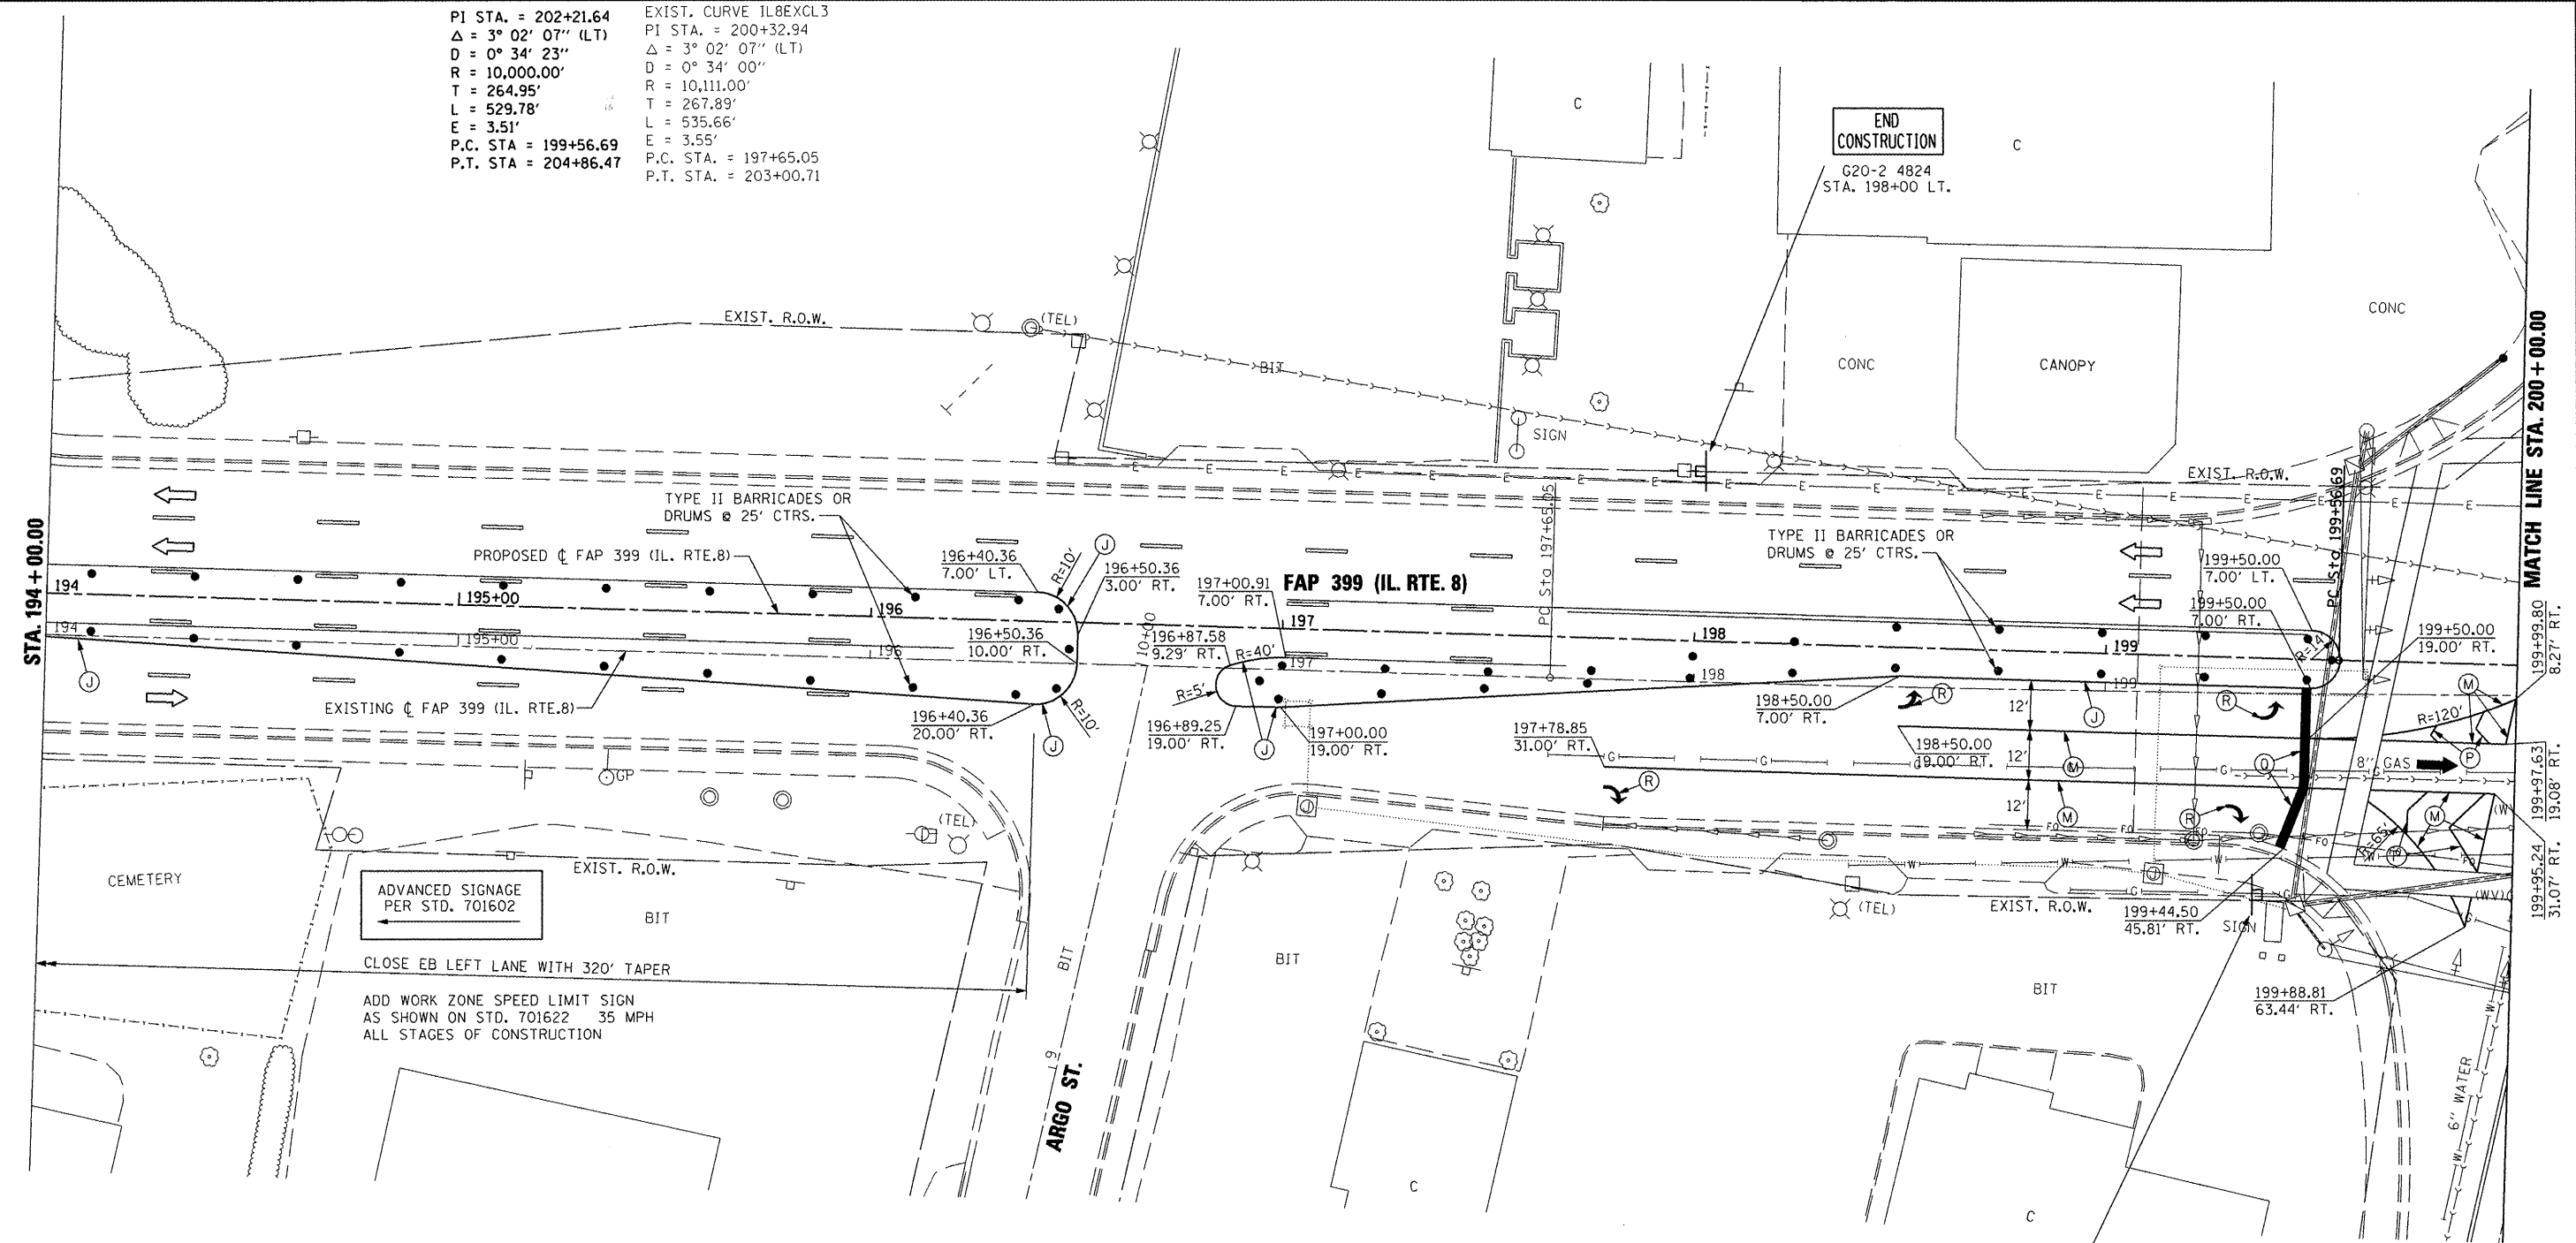 PI STA. = 202+21.64
Δ = 3° 02' 07" (LT)
D = 0° 34' 23"
R = 10,000.00'
T = 264.95'
L = 529.78'
E = 3.51'
P.C. STA = 199+56.69
P.T. STA = 204+86.47
EXIST. CURVE IL8EXCL3
PI STA. = 200+32.94
Δ = 3° 02' 07" (LT)
D = 0° 34' 00"
R = 10,111.00'
T = 267.89'
L = 535.66'
E = 3.55'
P.C. STA. = 197+65.05
P.T. STA. = 203+00.71
END
CONSTRUCTION
G20-2 4824
STA. 198+00 LT.
C
C
CONC
CONC
CANOPY
EXIST. R.O.W.
(TEL)
BIT
SIGN
EXIST. R.O.W.
E E E E E E E E E E E E
STA. 194+00.00
MATCH LINE STA. 200+00.00
TYPE II BARRICADES OR
DRUMS @ 25' CTRS.
PROPOSED ℄ FAP 399 (IL. RTE.8)
196+40.36
7.00' LT.
R=10'
J
196+50.36
3.00' RT.
197+00.91
7.00' RT.
FAP 399 (IL. RTE. 8)
PC Sta 197+65.05
TYPE II BARRICADES OR
DRUMS @ 25' CTRS.
199+50.00
7.00' LT.
PC Sta 199+56.69
199+50.00
7.00' RT.
R=14'
199+50.00
19.00' RT.
194
195+00
196
197
198
199
194
195+00
196
197
198
199
196+50.36
10.00' RT.
10+00
196+87.58
9.29' RT.
R=40'
R=5'
J
EXISTING ℄ FAP 399 (IL. RTE.8)
196+40.36
20.00' RT.
R=10'
J
196+89.25
19.00' RT.
J
197+00.00
19.00' RT.
197+78.85
31.00' RT.
198+50.00
7.00' RT.
R
12'
J
R
198+50.00
19.00' RT.
12'
M
12'
M
R
R
Q
8" GAS
R=120'
M
P
M
P
R=65'
199+99.80
8.27' RT.
199+97.63
19.08' RT.
199+95.24
31.07' RT.
GP
(TEL)
J
J
CEMETERY
EXIST. R.O.W.
ADVANCED SIGNAGE
PER STD. 701602
BIT
CLOSE EB LEFT LANE WITH 320' TAPER
ADD WORK ZONE SPEED LIMIT SIGN
AS SHOWN ON STD. 701622 35 MPH
ALL STAGES OF CONSTRUCTION
BIT
ARGO ST.
BIT
(TEL)
EXIST. R.O.W.
199+44.50
45.81' RT.
SIGN
(WV)
BIT
199+88.81
63.44' RT.
6" WATER
C
C